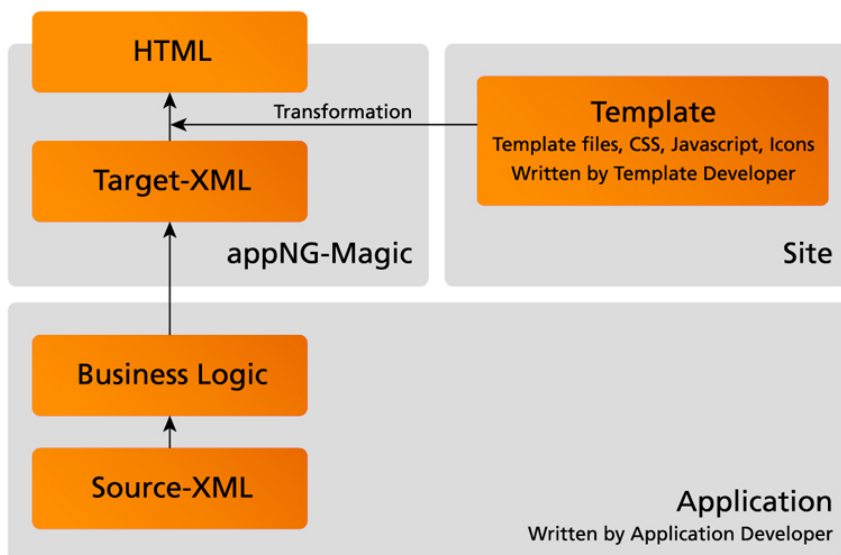 HTML
Transformation
Template
Template files, CSS, Javascript, Icons
Written by Template Developer
Target-XML
appNG-Magic
Site
Business Logic
Source-XML
Application
Written by Application Developer